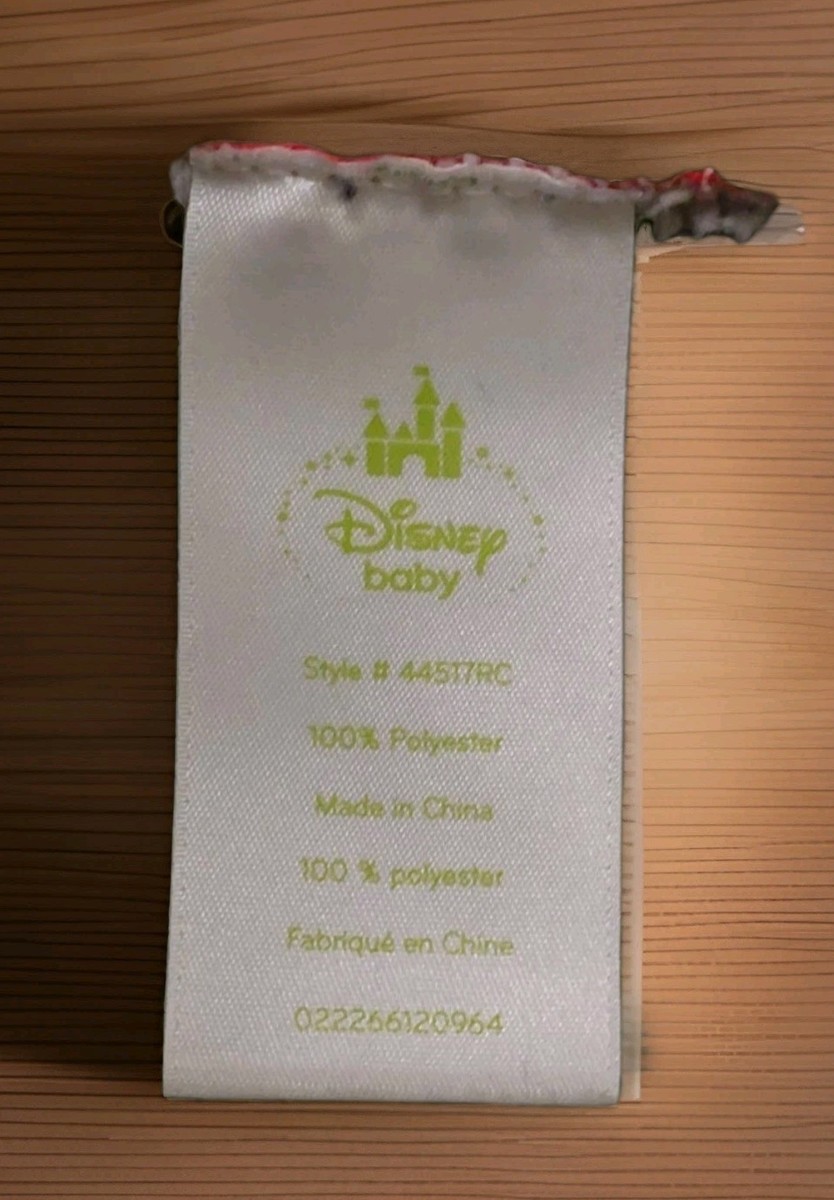 Disney
baby
Style # 44517RC
100% Polyester
Made in China
100 % polyester
Fabriqué en Chine
022266120964